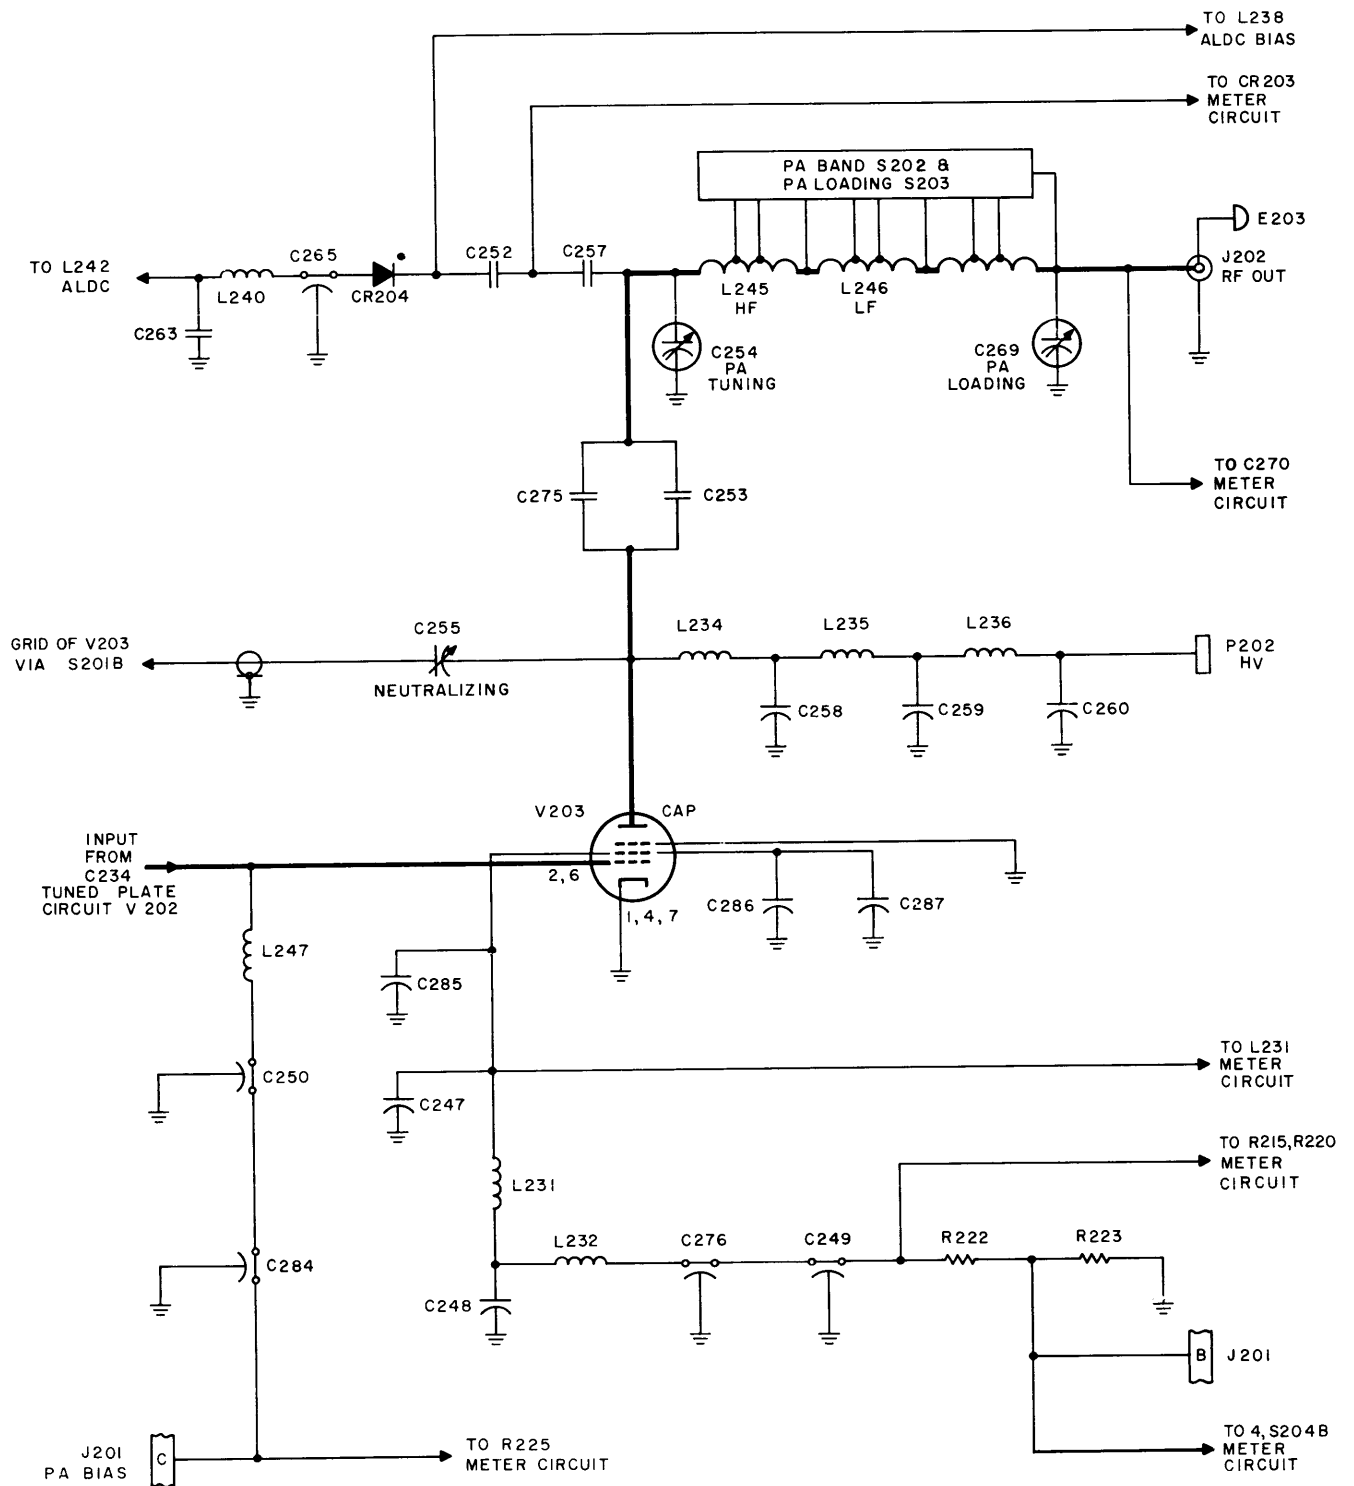 TO L238
ALDC BIAS
TO CR203
METER
CIRCUIT
PA BAND S202 &
PA LOADING S203
E203
J202
RF OUT
TO L242
ALDC
C265
C252
C257
L240
CR204
C263
L245
HF
L246
LF
C254
PA
TUNING
C269
PA
LOADING
TO C270
METER
CIRCUIT
C275
C253
GRID OF V203
VIA S201B
C255
NEUTRALIZING
L234
L235
L236
P202
HV
C258
C259
C260
V203
CAP
INPUT
FROM
C234
TUNED PLATE
CIRCUIT V 202
2, 6
1, 4, 7
C286
C287
L247
C285
C250
TO L231
METER
CIRCUIT
C247
TO R215, R220
METER
CIRCUIT
L231
L232
C276
C249
R222
R223
C284
C248
B
J201
TO 4, S204B
METER
CIRCUIT
J201
PA BIAS
C
TO R225
METER CIRCUIT